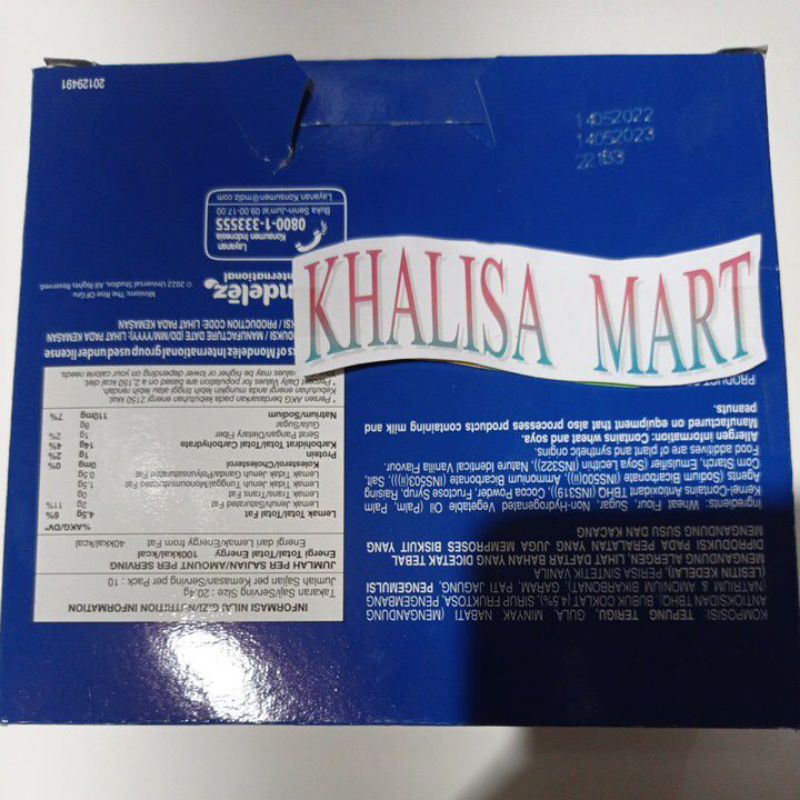 14052022
14052023
221B3
KHALISA MART
INFORMASI NILAI GIZI/NUTRITION INFORMATION
Takaran Saji/Serving Size : 20.4g
Jumlah Sajian per Kemasan/Serving per Pack : 10
JUMLAH PER SAJIAN/AMOUNT PER SERVING
Energi Total/Total Energy 100kkal/kcal
Energi dari Lemak/Energy from Fat 40kkal/kcal
%AKG/DV*
Lemak Total/Total Fat 4.5g 6%
Lemak Jenuh/Saturated Fat 2g 11%
Lemak Trans/Trans Fat 0g
Lemak Tidak Jenuh Tunggal/Monounsaturated Fat 1.5g
Lemak Tidak Jenuh Ganda/Polyunsaturated Fat 0.5g
Kolesterol/Cholesterol 0mg 0%
Protein 1g 2%
Karbohidrat Total/Total Carbohydrate 14g 4%
Serat Pangan/Dietary Fiber 1g 2%
Gula/Sugar 8g
Natrium/Sodium 110mg 7%
* Persen AKG berdasarkan pada kebutuhan energi 2150 kkal.
Kebutuhan energi anda mungkin lebih tinggi atau lebih rendah.
Percent Daily Values for population are based on a 2,150 kcal diet.
values may be higher or lower depending on your calorie needs.
KOMPOSISI: TEPUNG TERIGU, GULA, MINYAK NABATI (MENGANDUNG
ANTIOKSIDAN TBHQ), BUBUK COKLAT (4.5%), SIRUP FRUKTOSA, PENGEMBANG
(NATRIUM & AMONIUM BIKARBONAT), GARAM, PATI JAGUNG, PENGEMULSI
(LESITIN (KEDELAI)), PERISA SINTETIK VANILA
MENGANDUNG ALERGEN, LIHAT DAFTAR BAHAN YANG DICETAK TEBAL
DIPRODUKSI PADA PERALATAN YANG JUGA MEMPROSES BISKUIT YANG
MENGANDUNG SUSU DAN KACANG
Ingredients: Wheat Flour, Sugar, Non-Hydrogenated Vegetable Oil (Palm, Palm
Kernel-Contains Antioxidant TBHQ (INS319)), Cocoa Powder, Fructose Syrup, Raising
Agents (Sodium Bicarbonate (INS500(ii)), Ammonium Bicarbonate (INS503(ii))), Salt,
Corn Starch, Emulsifier (Soya Lecithin (INS322)), Nature Identical Vanilla Flavour.
Food additives are of plant and synthetic origins.
Allergen information: Contains wheat and soya
Manufactured on equipment that also processes products containing milk and
peanuts.
of Mondelēz International group used under license
MANUFACTURE DATE (DD/MM/YYYY): LIHAT PADA KEMASAN
PRODUCTION CODE: LIHAT PADA KEMASAN
International
Minions: The Rise Of Gru
© 2022 Universal Studios. All Rights Reserved.
Layanan
Konsumen Indonesia
0800-1-333555
Buka Senin-Jum'at 09.00-17.00
Layanan.Konsumen@mdlz.com
20129491